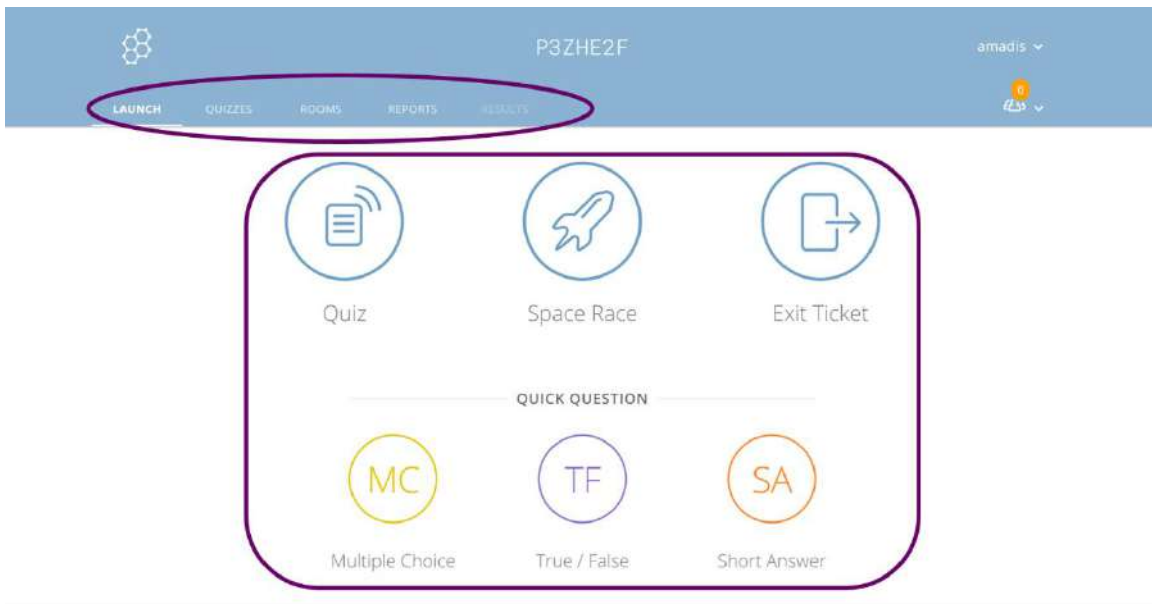 P3ZHE2F
amadis
0
LAUNCH QUIZZES ROOMS REPORTS RESULTS
Quiz Space Race Exit Ticket
QUICK QUESTION
MC TF SA
Multiple Choice True / False Short Answer